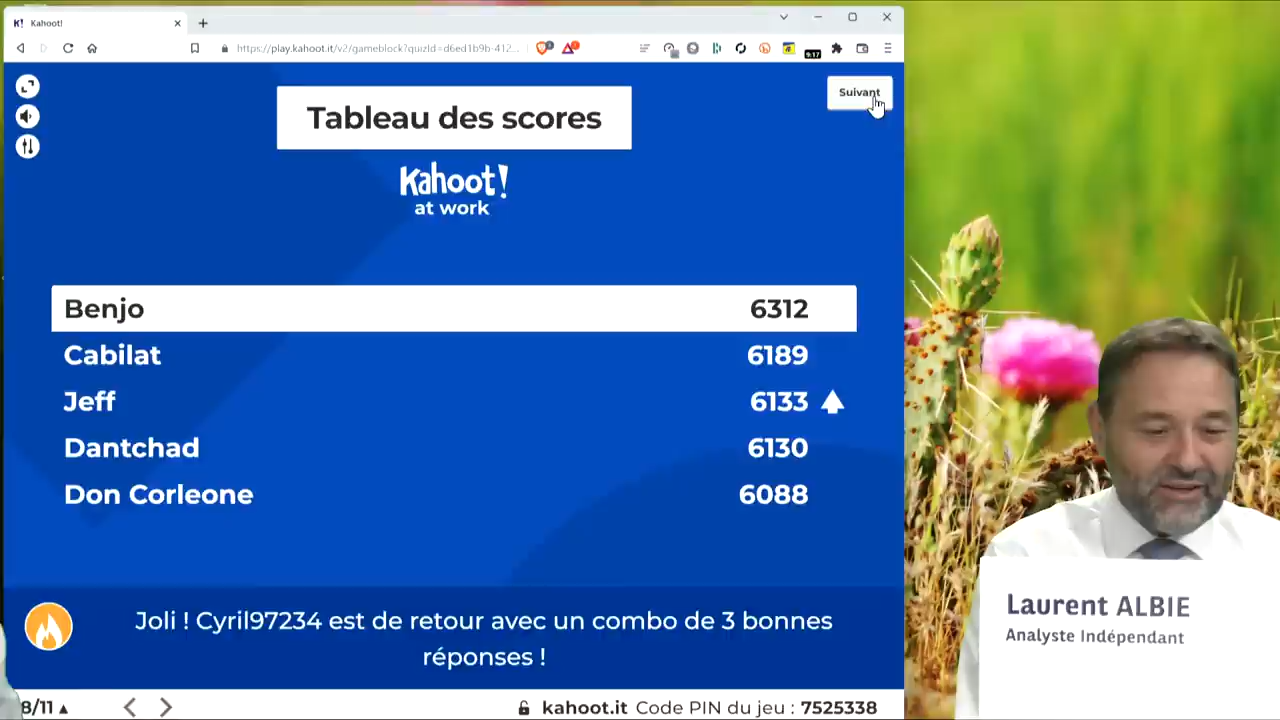 K! Kahoot!
https://play.kahoot.it/v2/gameblock?quizId=d6ed1b9b-412...
9:17
Suivant
Tableau des scores
Kahoot!
at work
Benjo 6312
Cabilat 6189
Jeff 6133
Dantchad 6130
Don Corleone 6088
Joli ! Cyril97234 est de retour avec un combo de 3 bonnes
réponses !
8/11
kahoot.it Code PIN du jeu : 7525338
Laurent ALBIE
Analyste Indépendant